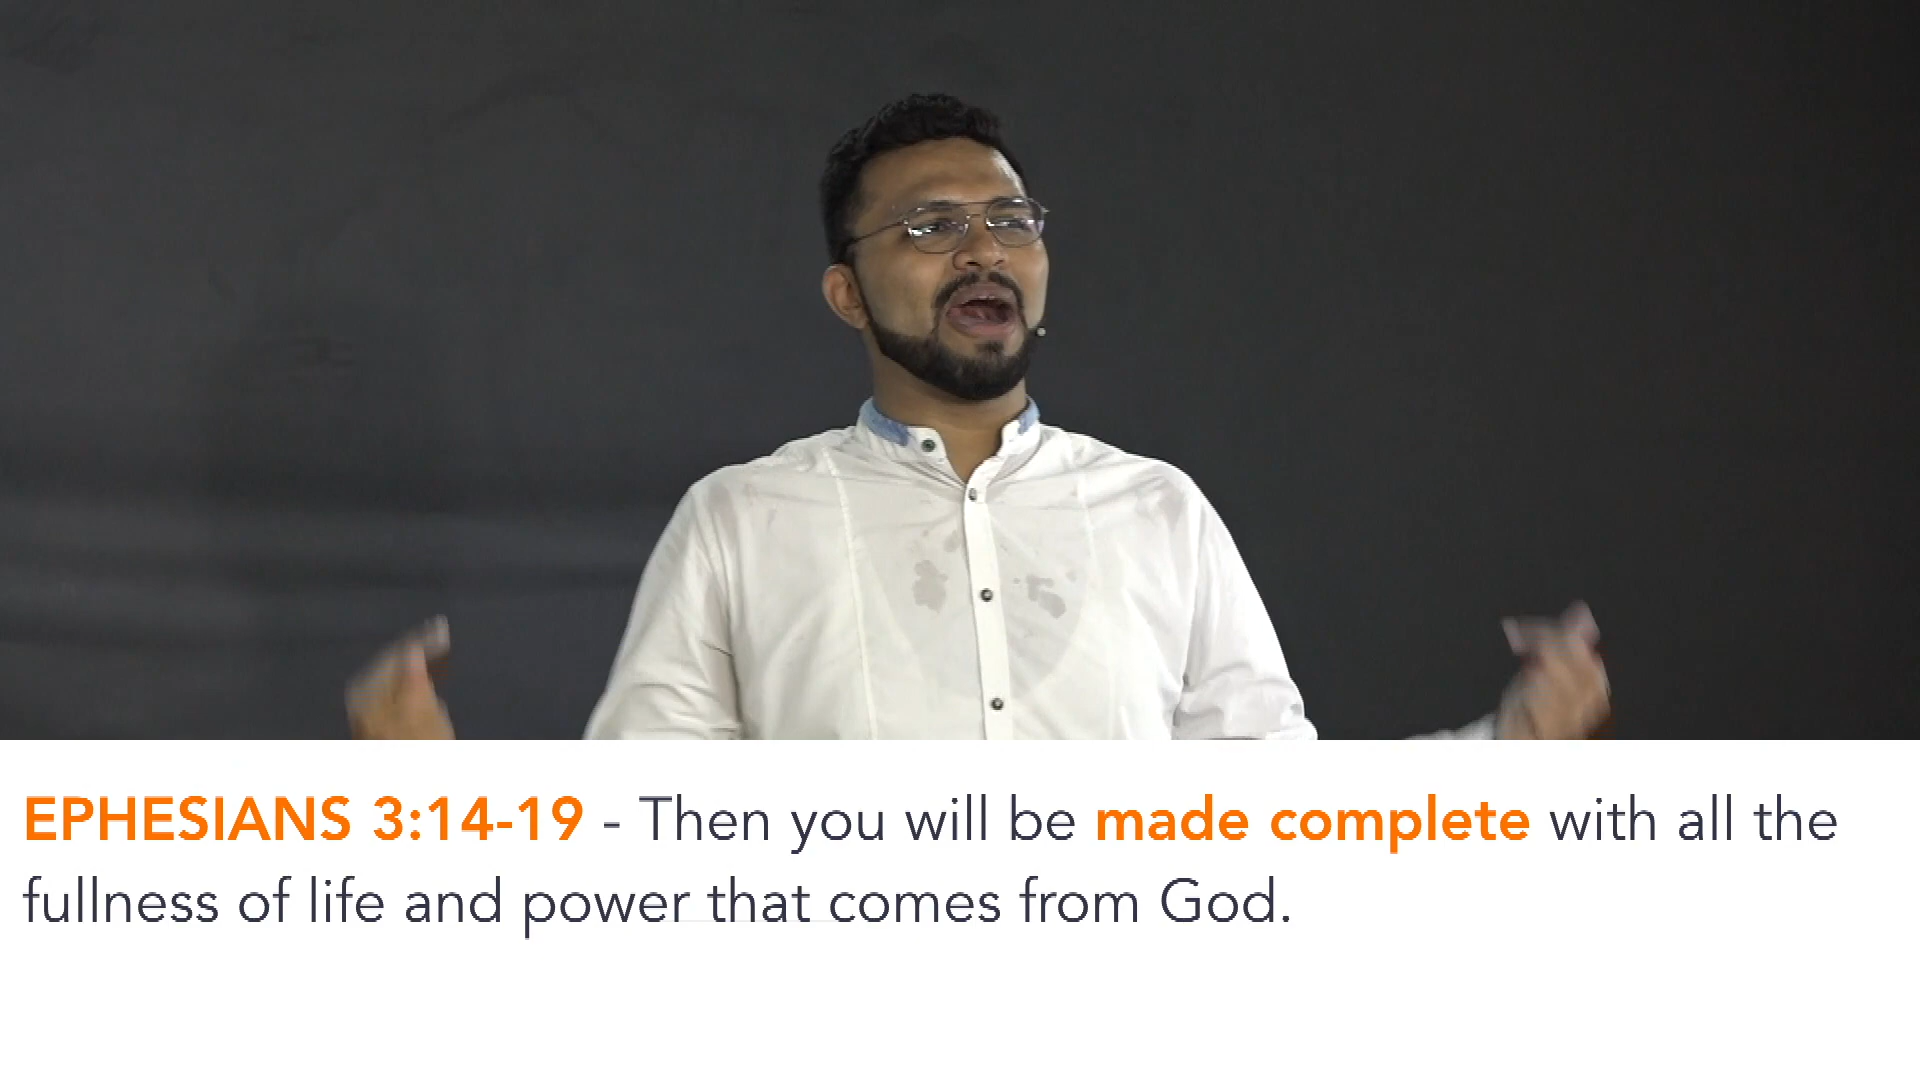 EPHESIANS 3:14-19 - Then you will be made complete with all the
fullness of life and power that comes from God.